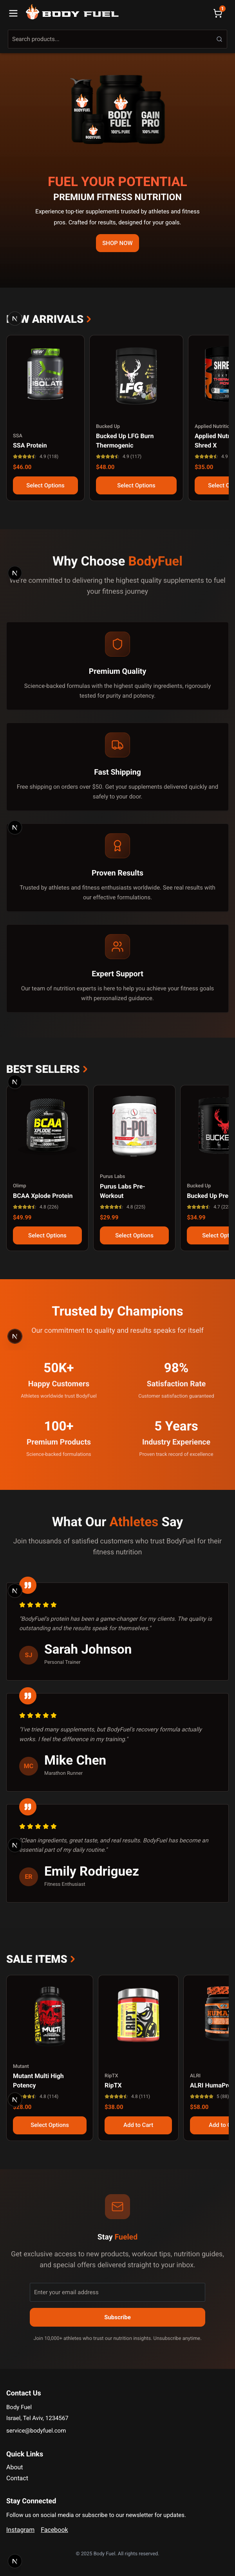 BODY FUEL
Search products...
FUEL YOUR POTENTIAL
PREMIUM FITNESS NUTRITION
Experience top-tier supplements trusted by athletes and fitness
pros. Crafted for results, designed for your goals.
SHOP NOW
NEW ARRIVALS
SSA
SSA Protein
4.9 (118)
$46.00
Select Options
Bucked Up
Bucked Up LFG Burn
Thermogenic
4.9 (117)
$48.00
Select Options
Applied Nutritio
Applied Nutr
Shred X
4.9
$35.00
Select O
Why Choose BodyFuel
We're committed to delivering the highest quality supplements to fuel
your fitness journey
Premium Quality
Science-backed formulas with the highest quality ingredients, rigorously
tested for purity and potency.
Fast Shipping
Free shipping on orders over $50. Get your supplements delivered quickly and
safely to your door.
Proven Results
Trusted by athletes and fitness enthusiasts worldwide. See real results with
our effective formulations.
Expert Support
Our team of nutrition experts is here to help you achieve your fitness goals
with personalized guidance.
BEST SELLERS
Olimp
BCAA Xplode Protein
4.8 (226)
$49.99
Select Options
Purus Labs
Purus Labs Pre-
Workout
4.8 (225)
$29.99
Select Options
Bucked Up
Bucked Up Pre
4.7 (22
$34.99
Select Opt
Trusted by Champions
Our commitment to quality and results speaks for itself
50K+
Happy Customers
Athletes worldwide trust BodyFuel
98%
Satisfaction Rate
Customer satisfaction guaranteed
100+
Premium Products
Science-backed formulations
5 Years
Industry Experience
Proven track record of excellence
What Our Athletes Say
Join thousands of satisfied customers who trust BodyFuel for their
fitness nutrition
"BodyFuel's protein has been a game-changer for my clients. The quality is
outstanding and the results speak for themselves."
SJ
Sarah Johnson
Personal Trainer
"I've tried many supplements, but BodyFuel's recovery formula actually
works. I feel the difference in my training."
MC
Mike Chen
Marathon Runner
"Clean ingredients, great taste, and real results. BodyFuel has become an
essential part of my daily routine."
ER
Emily Rodriguez
Fitness Enthusiast
SALE ITEMS
Mutant
Mutant Multi High
Potency
4.8 (114)
$28.00
Select Options
RipTX
RipTX
4.8 (111)
$38.00
Add to Cart
ALRI
ALRI HumaPro
5 (88)
$58.00
Add to
Stay Fueled
Get exclusive access to new products, workout tips, nutrition guides,
and special offers delivered straight to your inbox.
Enter your email address
Subscribe
Join 10,000+ athletes who trust our nutrition insights. Unsubscribe anytime.
Contact Us
Body Fuel
Israel, Tel Aviv, 1234567
service@bodyfuel.com
Quick Links
About
Contact
Stay Connected
Follow us on social media or subscribe to our newsletter for updates.
Instagram Facebook
© 2025 Body Fuel. All rights reserved.